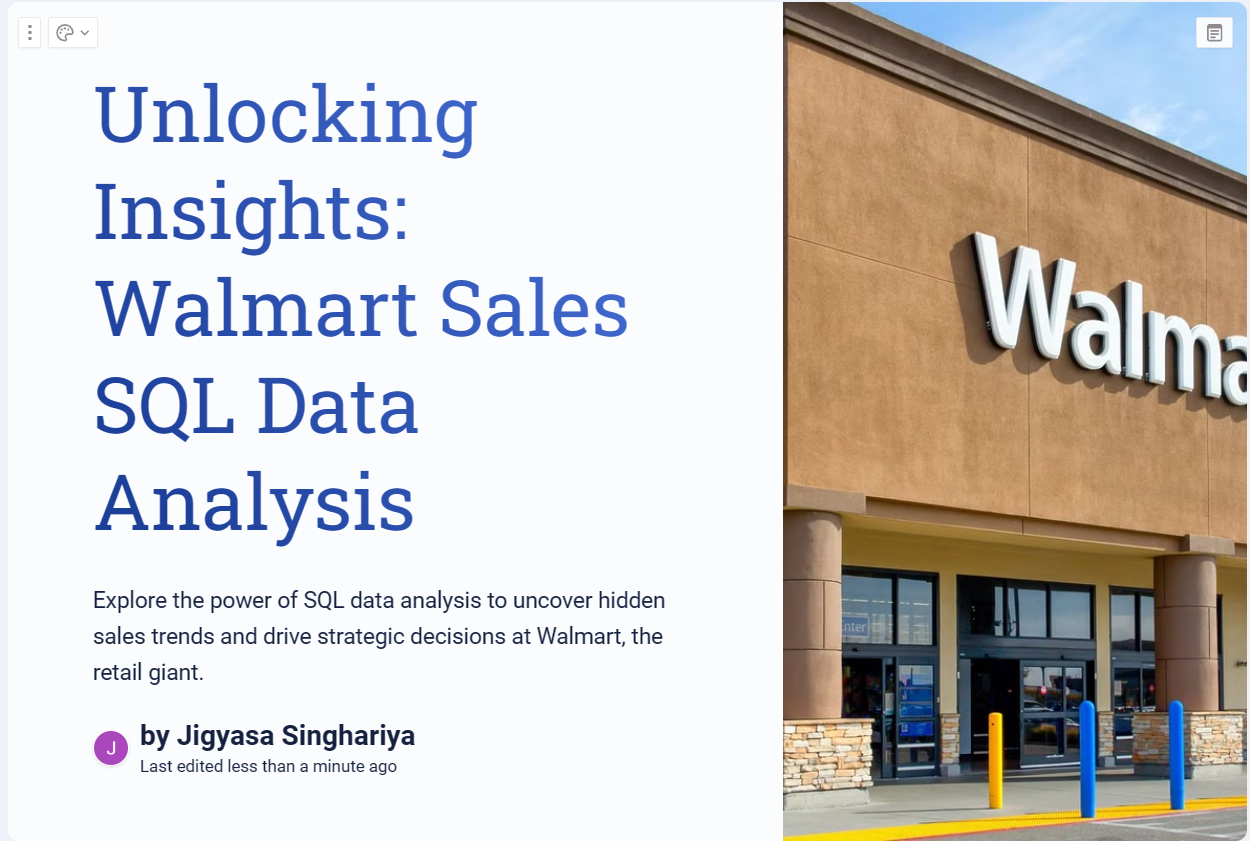 Unlocking
Insights:
Walmart Sales
SQL Data
Analysis
Explore the power of SQL data analysis to uncover hidden
sales trends and drive strategic decisions at Walmart, the
retail giant.
J
by Jigyasa Singhariya
Last edited less than a minute ago
Walma
Enter